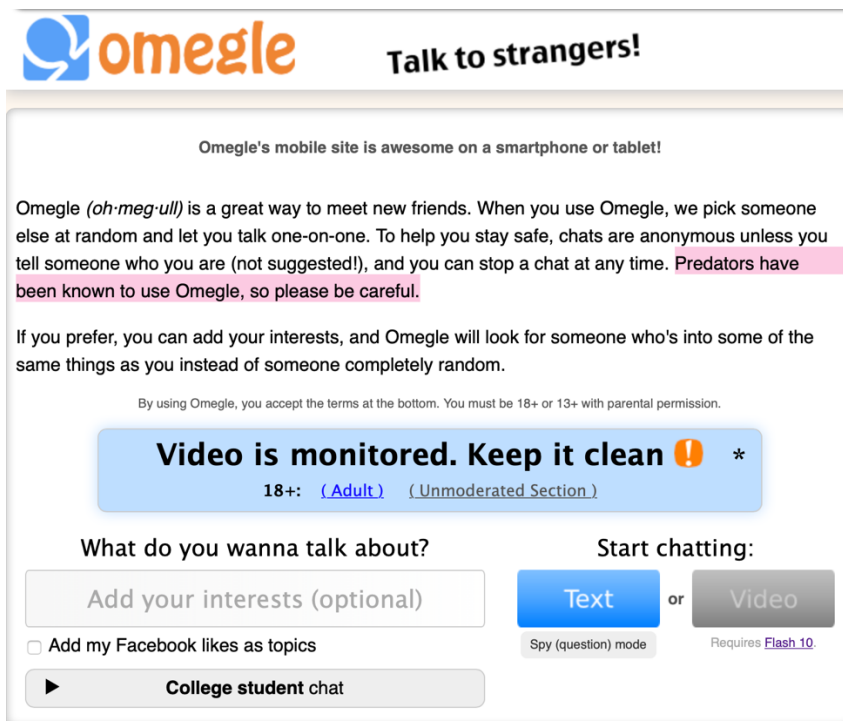 omegle
Talk to strangers!
Omegle's mobile site is awesome on a smartphone or tablet!
Omegle (oh·meg·ull) is a great way to meet new friends. When you use Omegle, we pick someone
else at random and let you talk one-on-one. To help you stay safe, chats are anonymous unless you
tell someone who you are (not suggested!), and you can stop a chat at any time. Predators have
been known to use Omegle, so please be careful.
If you prefer, you can add your interests, and Omegle will look for someone who's into some of the
same things as you instead of someone completely random.
By using Omegle, you accept the terms at the bottom. You must be 18+ or 13+ with parental permission.
Video is monitored. Keep it clean ! *
18+: ( Adult ) ( Unmoderated Section )
What do you wanna talk about?
Add your interests (optional)
Add my Facebook likes as topics
College student chat
Start chatting:
Text or Video
Spy (question) mode
Requires Flash 10.